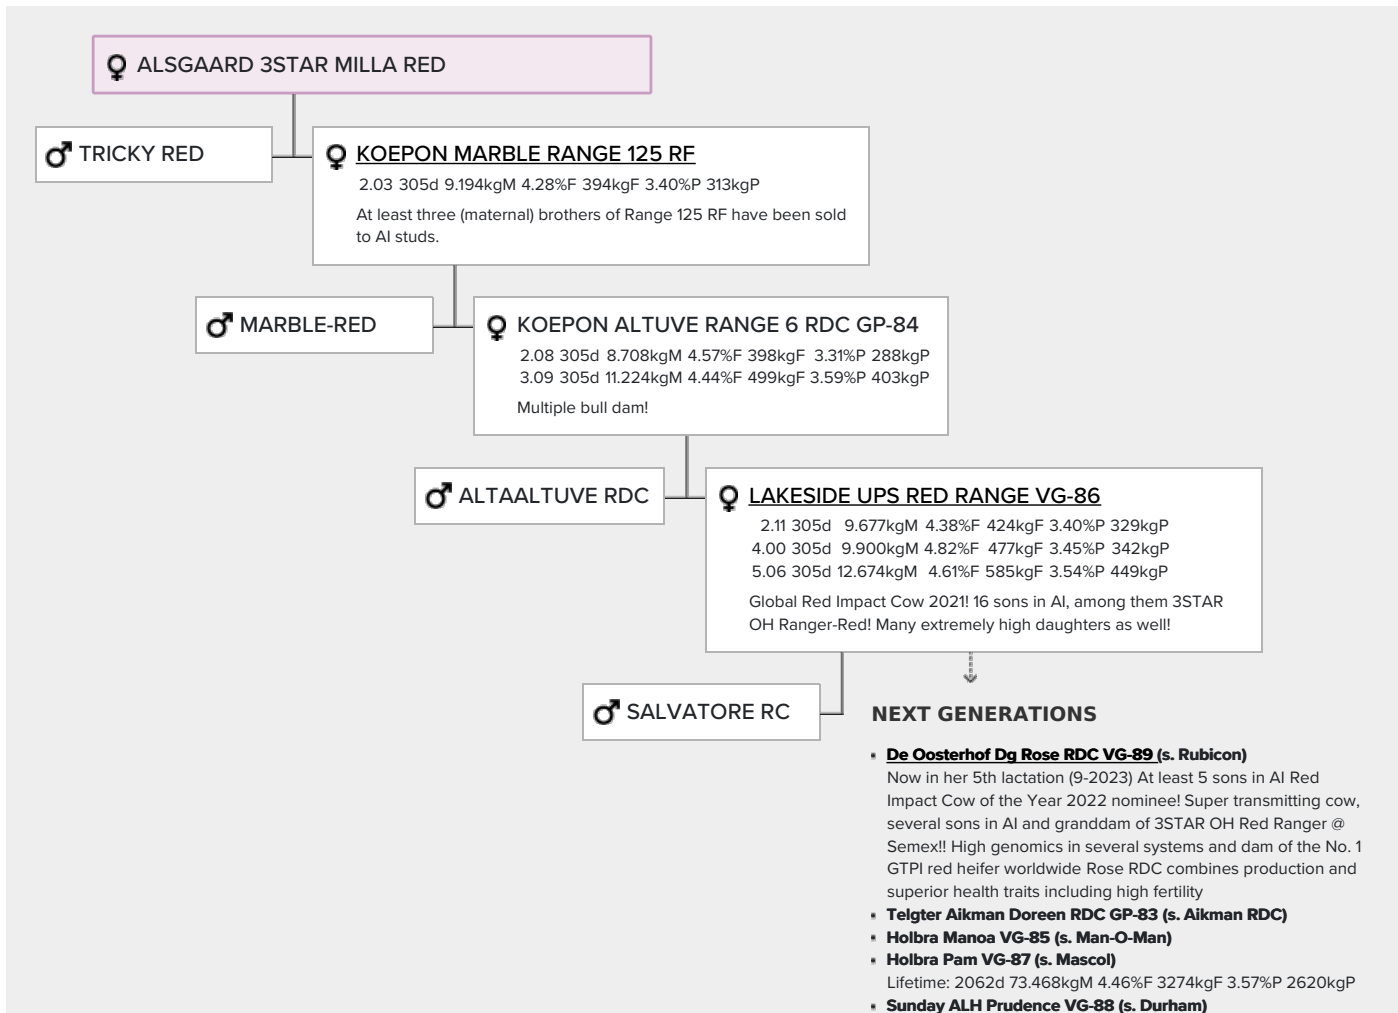 ALSGAARD 3STAR MILLA RED
TRICKY RED
KOEPON MARBLE RANGE 125 RF
2.03 305d 9.194kgM 4.28%F 394kgF 3.40%P 313kgP
At least three (maternal) brothers of Range 125 RF have been sold
to AI studs.
MARBLE-RED
KOEPON ALTUVE RANGE 6 RDC GP-84
2.08 305d 8.708kgM 4.57%F 398kgF 3.31%P 288kgP
3.09 305d 11.224kgM 4.44%F 499kgF 3.59%P 403kgP
Multiple bull dam!
ALTAALTUVE RDC
LAKESIDE UPS RED RANGE VG-86
2.11 305d 9.677kgM 4.38%F 424kgF 3.40%P 329kgP
4.00 305d 9.900kgM 4.82%F 477kgF 3.45%P 342kgP
5.06 305d 12.674kgM 4.61%F 585kgF 3.54%P 449kgP
Global Red Impact Cow 2021! 16 sons in AI, among them 3STAR
OH Ranger-Red! Many extremely high daughters as well!
SALVATORE RC
NEXT GENERATIONS
De Oosterhof Dg Rose RDC VG-89 (s. Rubicon)
Now in her 5th lactation (9-2023) At least 5 sons in AI Red
Impact Cow of the Year 2022 nominee! Super transmitting cow,
several sons in AI and granddam of 3STAR OH Red Ranger @
Semex!! High genomics in several systems and dam of the No. 1
GTPI red heifer worldwide Rose RDC combines production and
superior health traits including high fertility
Telgter Aikman Doreen RDC GP-83 (s. Aikman RDC)
Holbra Manoa VG-85 (s. Man-O-Man)
Holbra Pam VG-87 (s. Mascol)
Lifetime: 2062d 73.468kgM 4.46%F 3274kgF 3.57%P 2620kgP
Sunday ALH Prudence VG-88 (s. Durham)